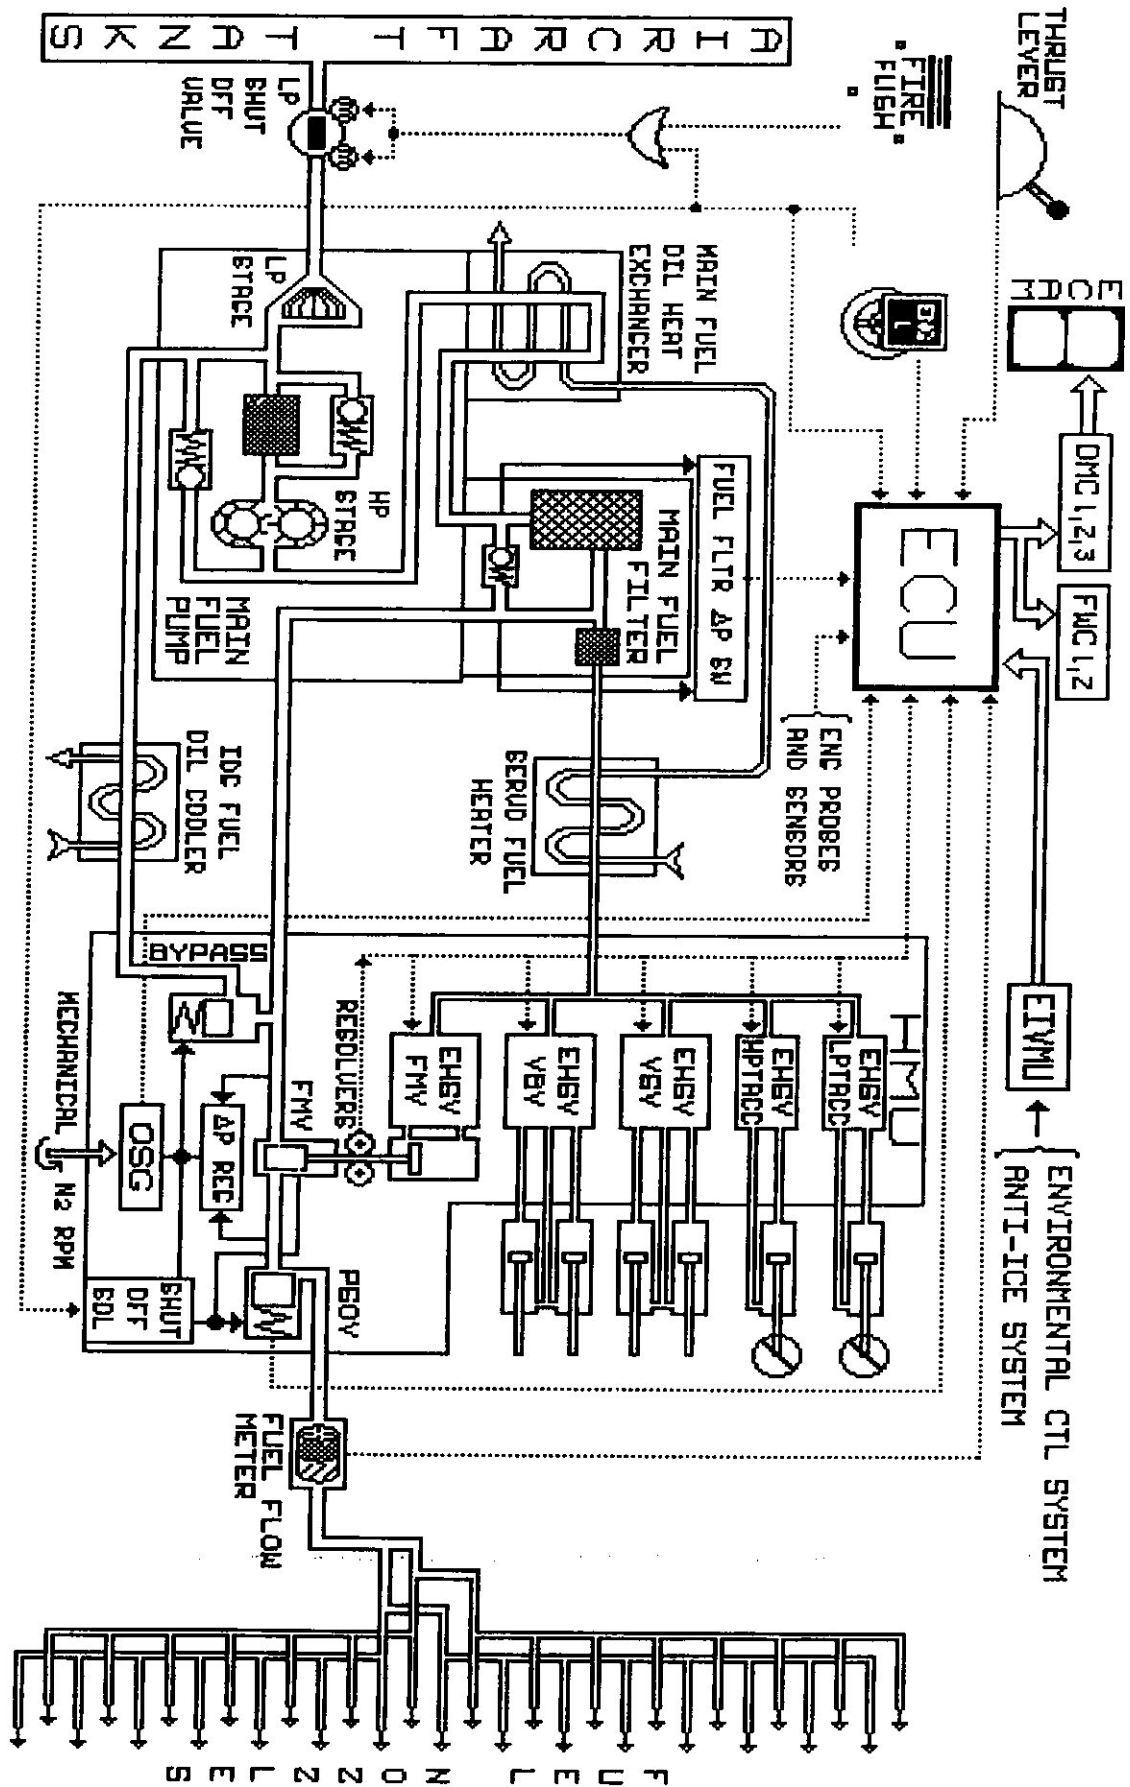 THRUST
LEVER
ECAM
DMC 1,2,3
FWC 1,2
EIVMU
ENVIRONMENTAL CTL SYSTEM
ANTI-ICE SYSTEM
FIRE
PUSH
ECU
ENG PROBES
AND SENSORS
HMU
AIRCRAFT TANKS
MAIN FUEL
OIL HEAT
EXCHANGER
FUEL FLTR ΔP SW
MAIN FUEL
FILTER
SERVO FUEL
HEATER
EHSV
LPTACC
EHSV
HPTACC
EHSV
VSV
EHSV
VBV
EHSV
FMV
RESOLVERS
LP
SHUT
OFF
VALVE
LP
STAGE
HP
STAGE
MAIN
FUEL
PUMP
IDG FUEL
OIL COOLER
BYPASS
FMV
PSOV
ΔP REG
OSG
SHUT
OFF
SOL
MECHANICAL N2 RPM
FUEL FLOW
METER
FUEL NOZZLES